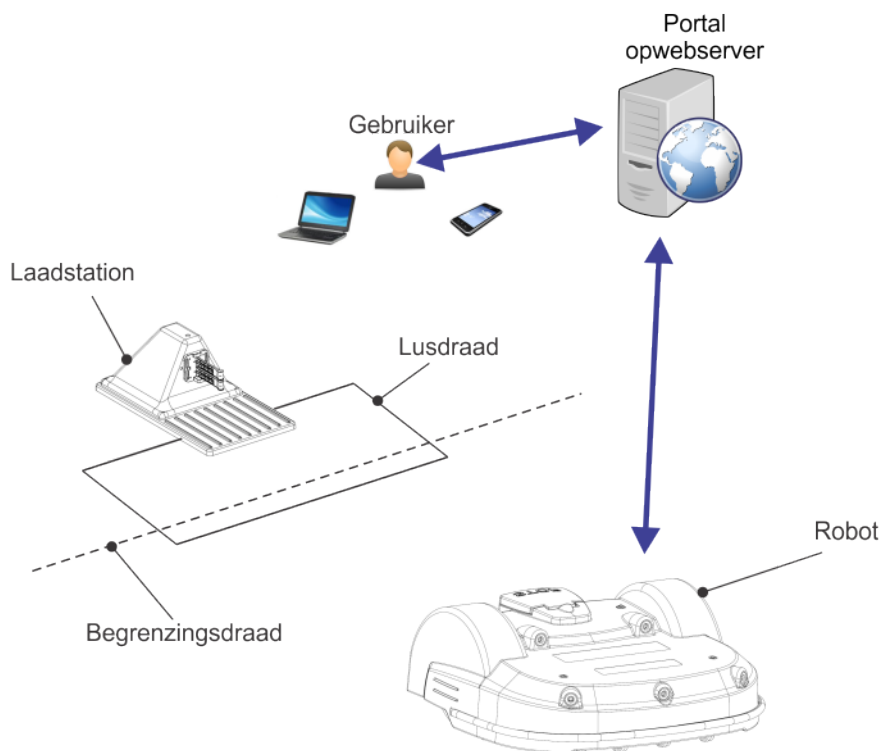 Portal
opwebserver
Gebruiker
Laadstation
Lusdraad
Robot
Begrenzingsdraad